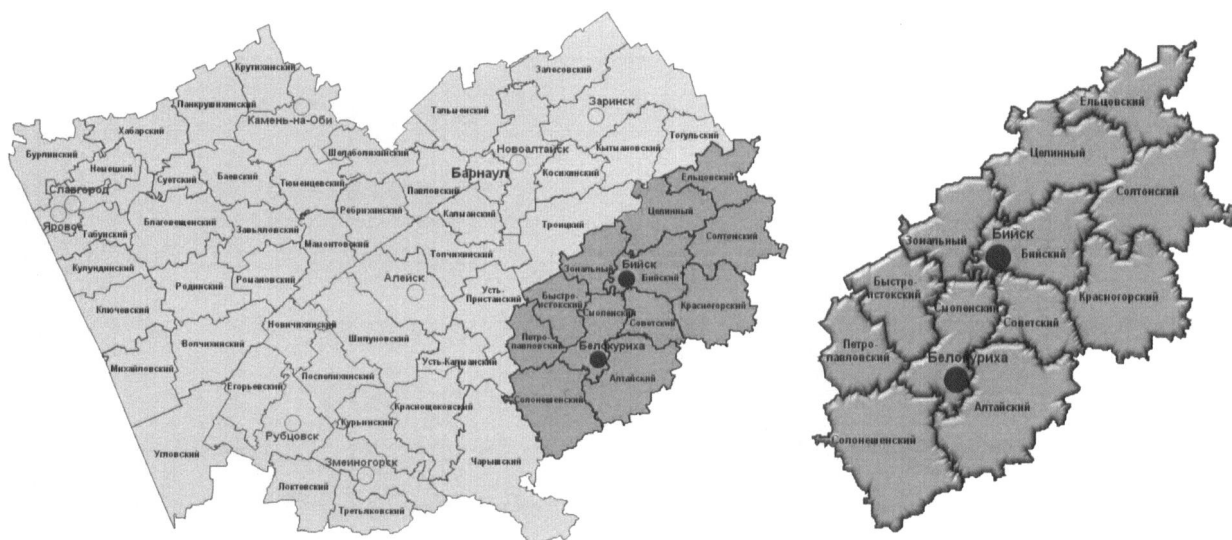 Крутихинский
Панкрушихинский
Камень-на-Оби
Хабарский
Бурлинский
Немецкий
Славгород
Суетский
Баевский
Тюменцевский
Шелаболихинский
Яровое
Табунский
Благовещенский
Завьяловский
Мамонтовский
Ребрихинский
Павловский
Барнаул
Калманский
Кулундинский
Родинский
Романовский
Ключевский
Михайловский
Волчихинский
Новичихинский
Егорьевский
Угловский
Рубцовск
Поспелихинский
Шипуновский
Алейск
Топчихинский
Курьинский
Краснощековский
Змеиногорск
Локтевский
Третьяковский
Чарышский
Усть-Калманский
Усть-
Пристанский
Залесовский
Тальменский
Заринск
Тогульский
Новоалтайск
Кытмановский
Косихинский
Троицкий
Ельцовский
Целинный
Солтонский
Зональный
Бийск
Бийский
Быстро-
Истокский
Смоленский
Советский
Красногорский
Петро-
павловский
Белокуриха
Алтайский
Солонешенский
Ельцовский
Целинный
Солтонский
Зональный
Бийск
Бийский
Быстро-
Истокский
Смоленский
Советский
Красногорский
Петро-
павловский
Белокуриха
Алтайский
Солонешенский